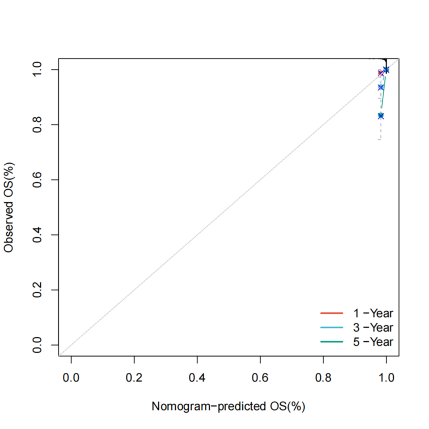 Observed OS(%)
1.0
0.8
0.6
0.4
0.2
0.0
1 −Year
3 −Year
5 −Year
0.0 0.2 0.4 0.6 0.8 1.0
Nomogram−predicted OS(%)